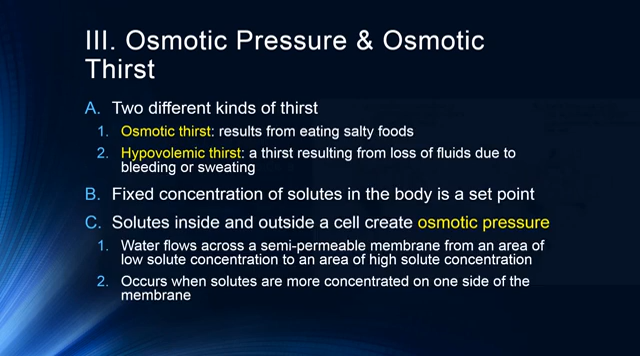 III. Osmotic Pressure & Osmotic
Thirst
A. Two different kinds of thirst
1. Osmotic thirst: results from eating salty foods
2. Hypovolemic thirst: a thirst resulting from loss of fluids due to
bleeding or sweating
B. Fixed concentration of solutes in the body is a set point
C. Solutes inside and outside a cell create osmotic pressure
1. Water flows across a semi-permeable membrane from an area of
low solute concentration to an area of high solute concentration
2. Occurs when solutes are more concentrated on one side of the
membrane